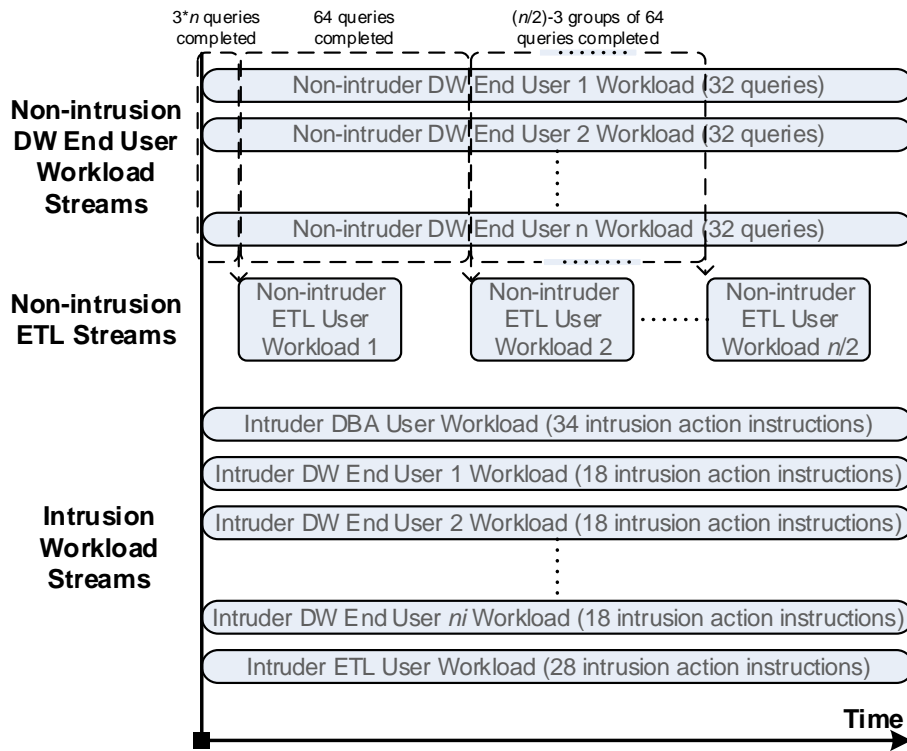 3*n queries
completed
64 queries
completed
(n/2)-3 groups of 64
queries completed
Non-intrusion
DW End User
Workload
Streams
Non-intruder DW End User 1 Workload (32 queries)
Non-intruder DW End User 2 Workload (32 queries)
Non-intruder DW End User n Workload (32 queries)
Non-intrusion
ETL Streams
Non-intruder
ETL User
Workload 1
Non-intruder
ETL User
Workload 2
Non-intruder
ETL User
Workload n/2
Intrusion
Workload
Streams
Intruder DBA User Workload (34 intrusion action instructions)
Intruder DW End User 1 Workload (18 intrusion action instructions)
Intruder DW End User 2 Workload (18 intrusion action instructions)
Intruder DW End User ni Workload (18 intrusion action instructions)
Intruder ETL User Workload (28 intrusion action instructions)
Time